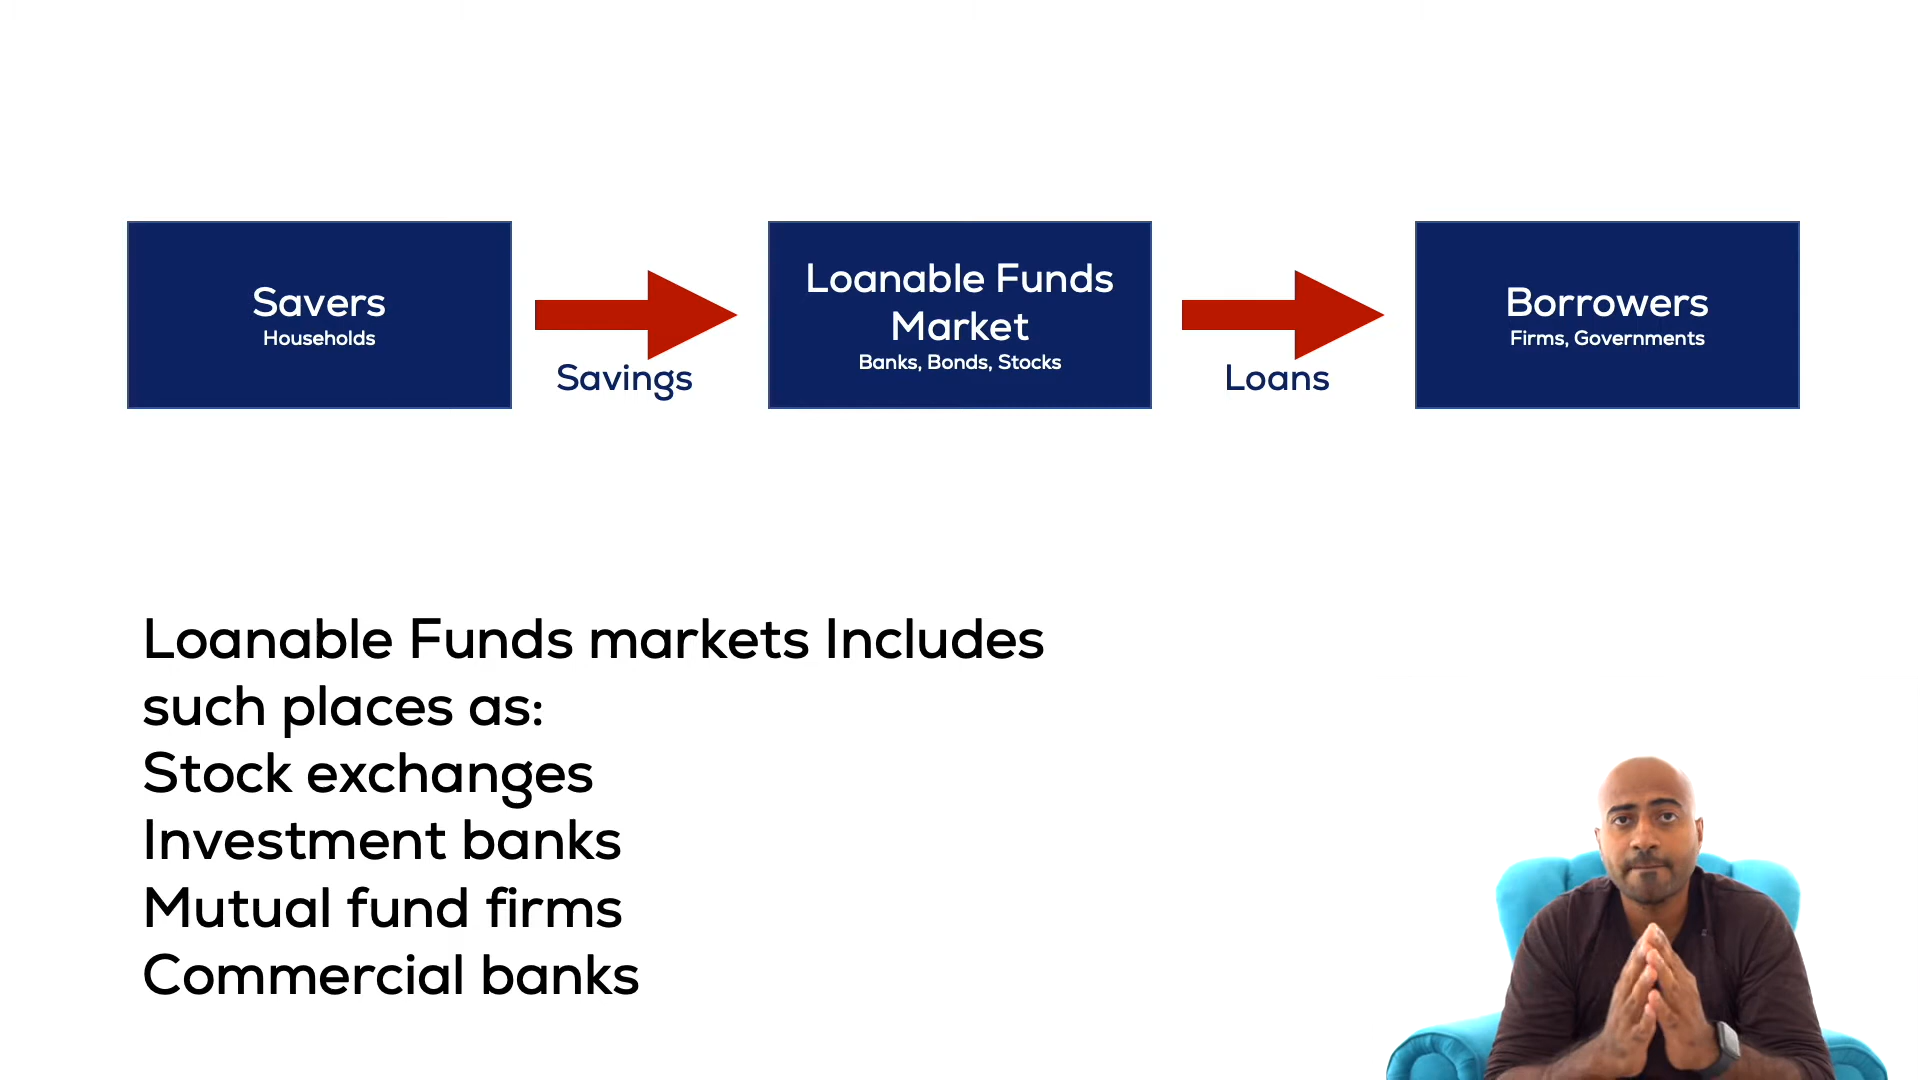 Savers
Households
Savings
Loanable Funds
Market
Banks, Bonds, Stocks
Loans
Borrowers
Firms, Governments
Loanable Funds markets Includes
such places as:
Stock exchanges
Investment banks
Mutual fund firms
Commercial banks